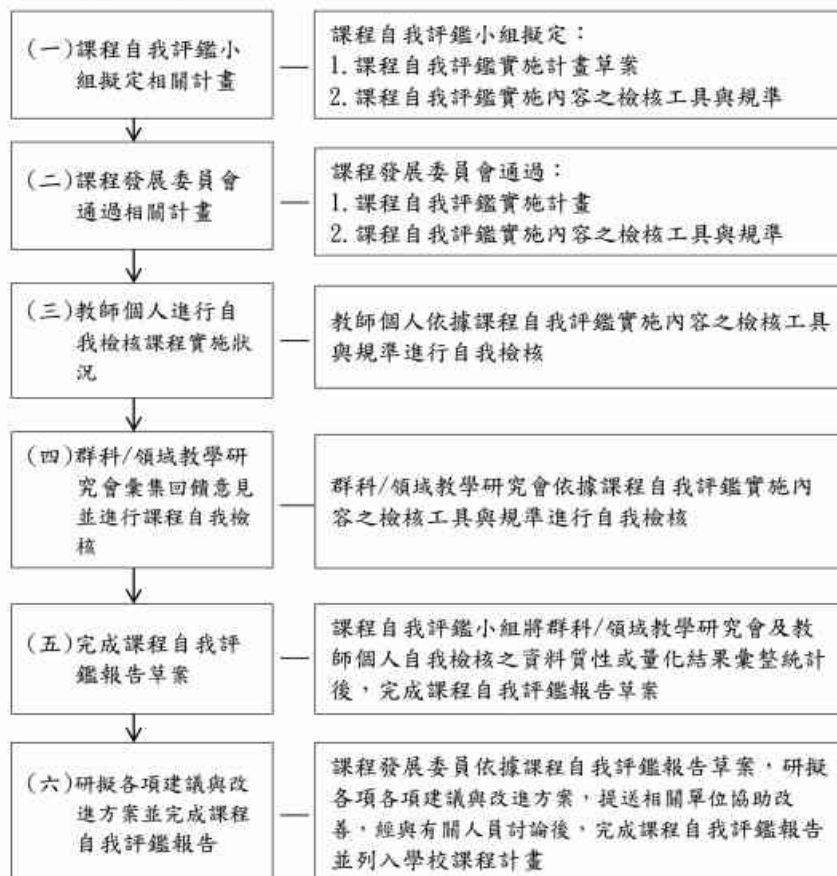 (一)課程自我評鑑小
組擬定相關計畫
課程自我評鑑小組擬定：
1.課程自我評鑑實施計畫草案
2.課程自我評鑑實施內容之檢核工具與規準
(二)課程發展委員會
通過相關計畫
課程發展委員會通過：
1.課程自我評鑑實施計畫
2.課程自我評鑑實施內容之檢核工具與規準
(三)教師個人進行自
我檢核課程實施狀
況
教師個人依據課程自我評鑑實施內容之檢核工具
與規準進行自我檢核
(四)群科/領域教學研
究會彙集回饋意見
並進行課程自我檢
核
群科/領域教學研究會依據課程自我評鑑實施內
容之檢核工具與規準進行自我檢核
(五)完成課程自我評
鑑報告草案
課程自我評鑑小組將群科/領域教學研究會及教
師個人自我檢核之資料質性或量化結果彙整統計
後，完成課程自我評鑑報告草案
(六)研擬各項建議與改
進方案並完成課程
自我評鑑報告
課程發展委員依據課程自我評鑑報告草案，研擬
各項各項建議與改進方案，提送相關單位協助改
善，經與有關人員討論後，完成課程自我評鑑報告
並列入學校課程計畫